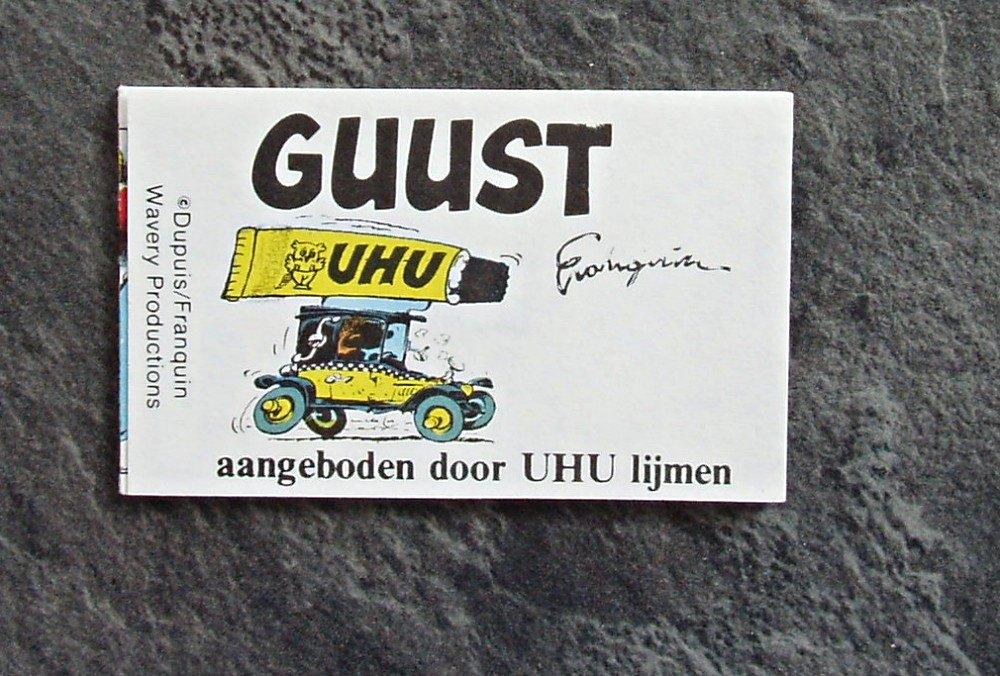 GUUST
UHU
Franquin
aangeboden door UHU lijmen
©Dupuis/Franquin
Wavery Productions